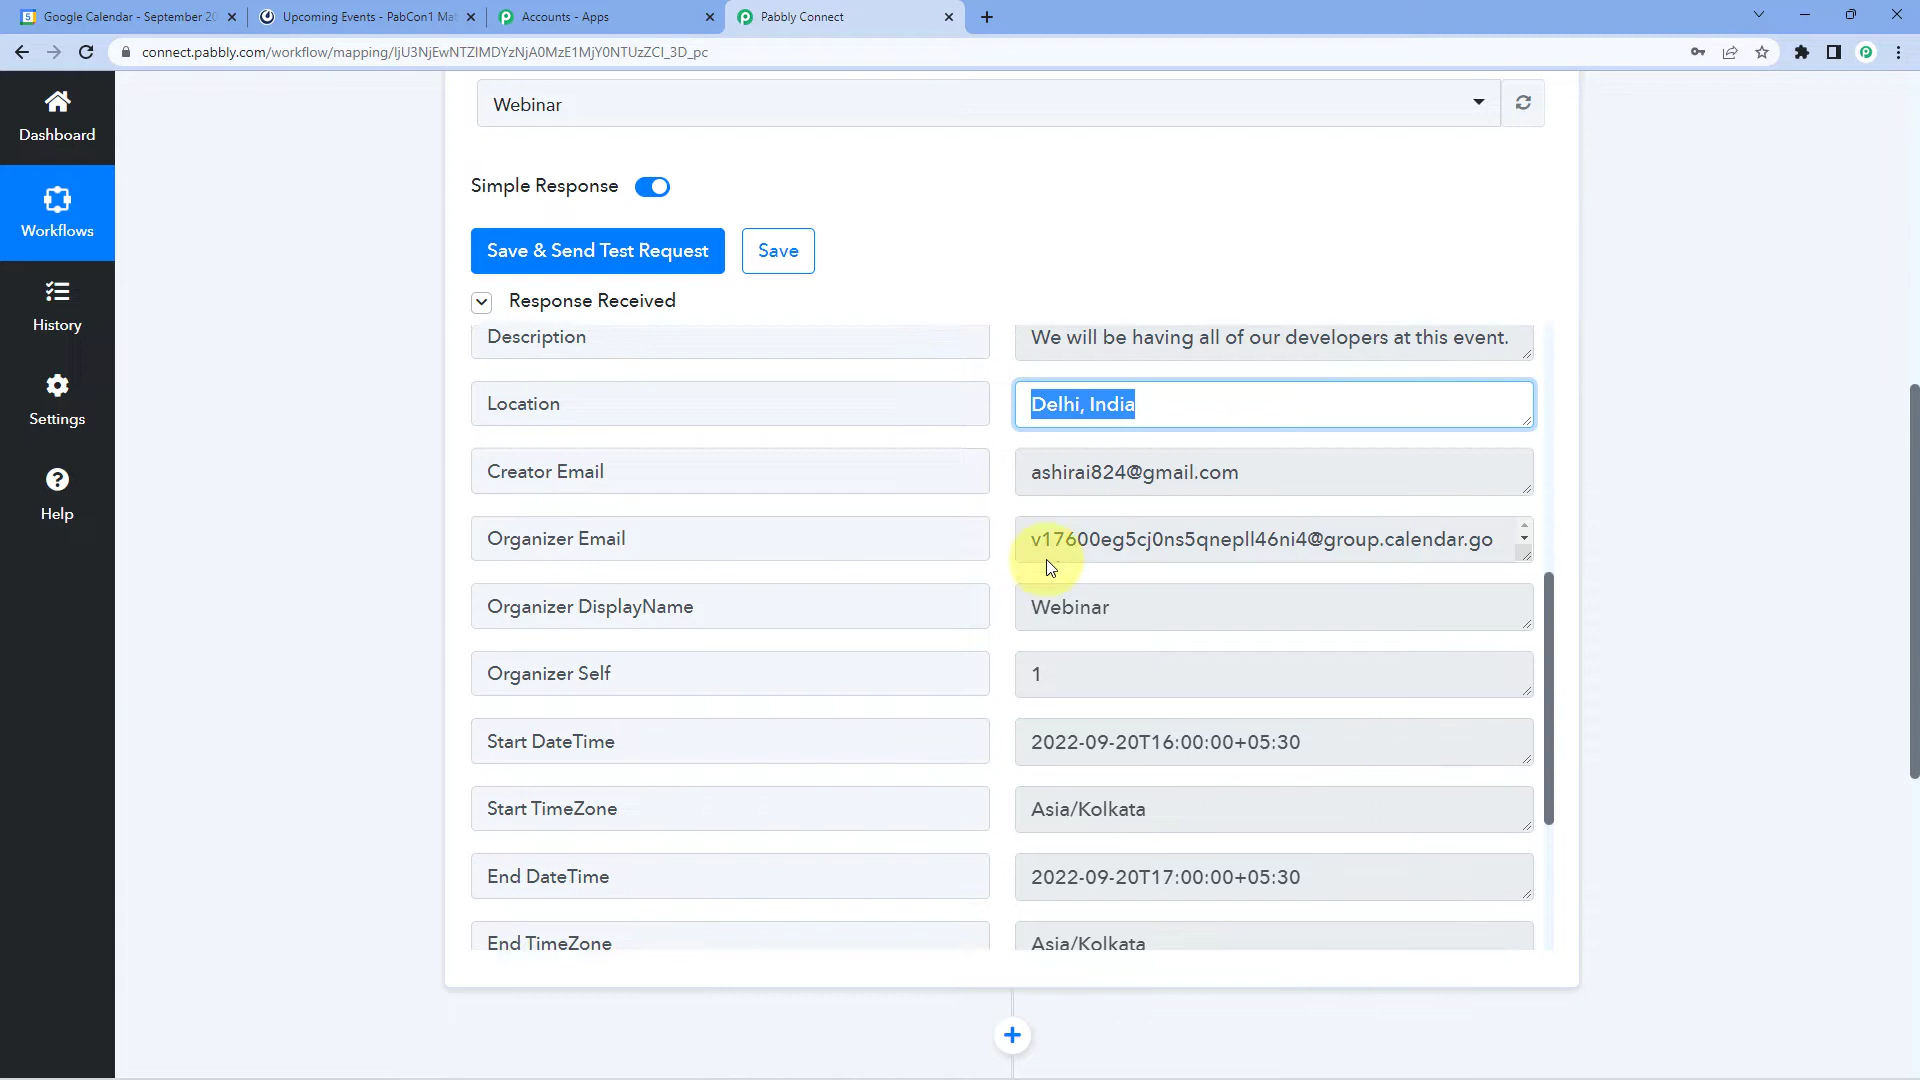 Google Calendar - September 20
Upcoming Events - PabCon1 Mat
Accounts - Apps
Pabbly Connect
connect.pabbly.com/workflow/mapping/IjU3NjEwNTZlMDYzNjA0MzE1MjY0NTUzZCI_3D_pc
Dashboard
Workflows
History
Settings
Help
Webinar
Simple Response
Save & Send Test Request
Save
Response Received
Description
We will be having all of our developers at this event.
Location
Delhi, India
Creator Email
ashirai824@gmail.com
Organizer Email
v17600eg5cj0ns5qnepll46ni4@group.calendar.go
Organizer DisplayName
Webinar
Organizer Self
1
Start DateTime
2022-09-20T16:00:00+05:30
Start TimeZone
Asia/Kolkata
End DateTime
2022-09-20T17:00:00+05:30
End TimeZone
Asia/Kolkata